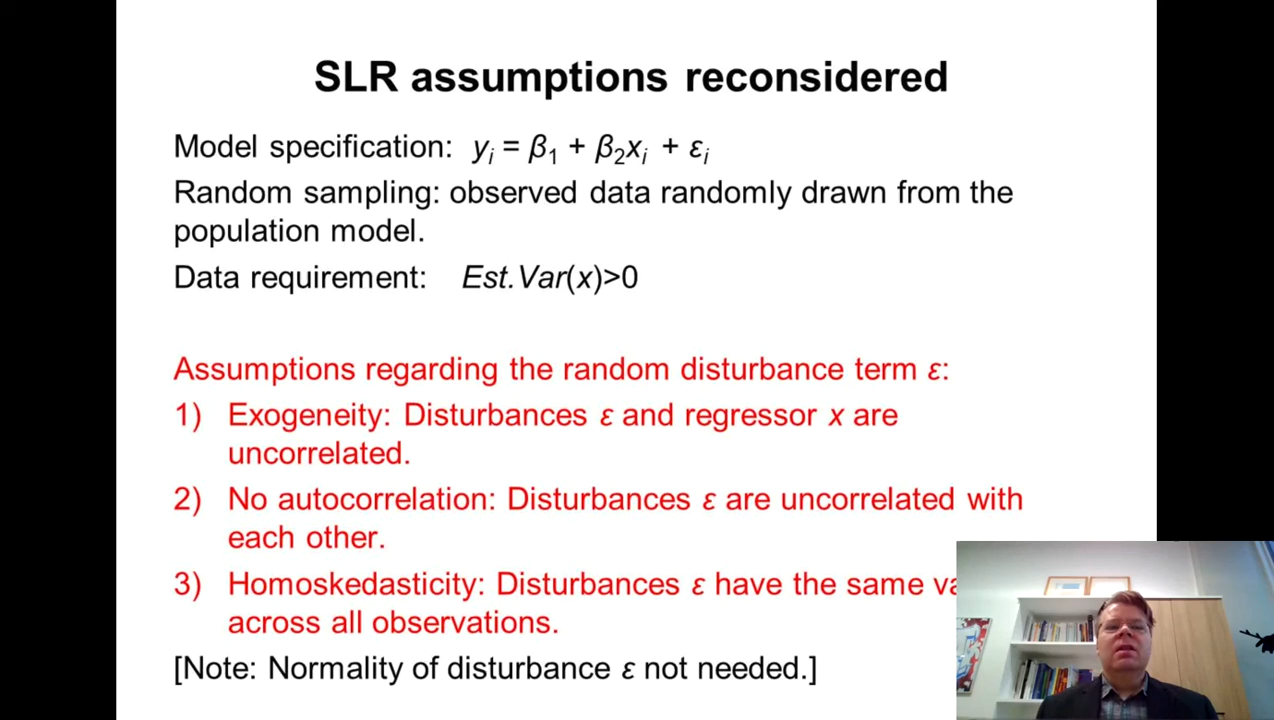 SLR assumptions reconsidered
Model specification: yᵢ = β₁ + β₂xᵢ + εᵢ
Random sampling: observed data randomly drawn from the
population model.
Data requirement: Est.Var(x)>0
Assumptions regarding the random disturbance term ε:
1) Exogeneity: Disturbances ε and regressor x are
uncorrelated.
2) No autocorrelation: Disturbances ε are uncorrelated with
each other.
3) Homoskedasticity: Disturbances ε have the same
across all observations.
[Note: Normality of disturbance ε not needed.]